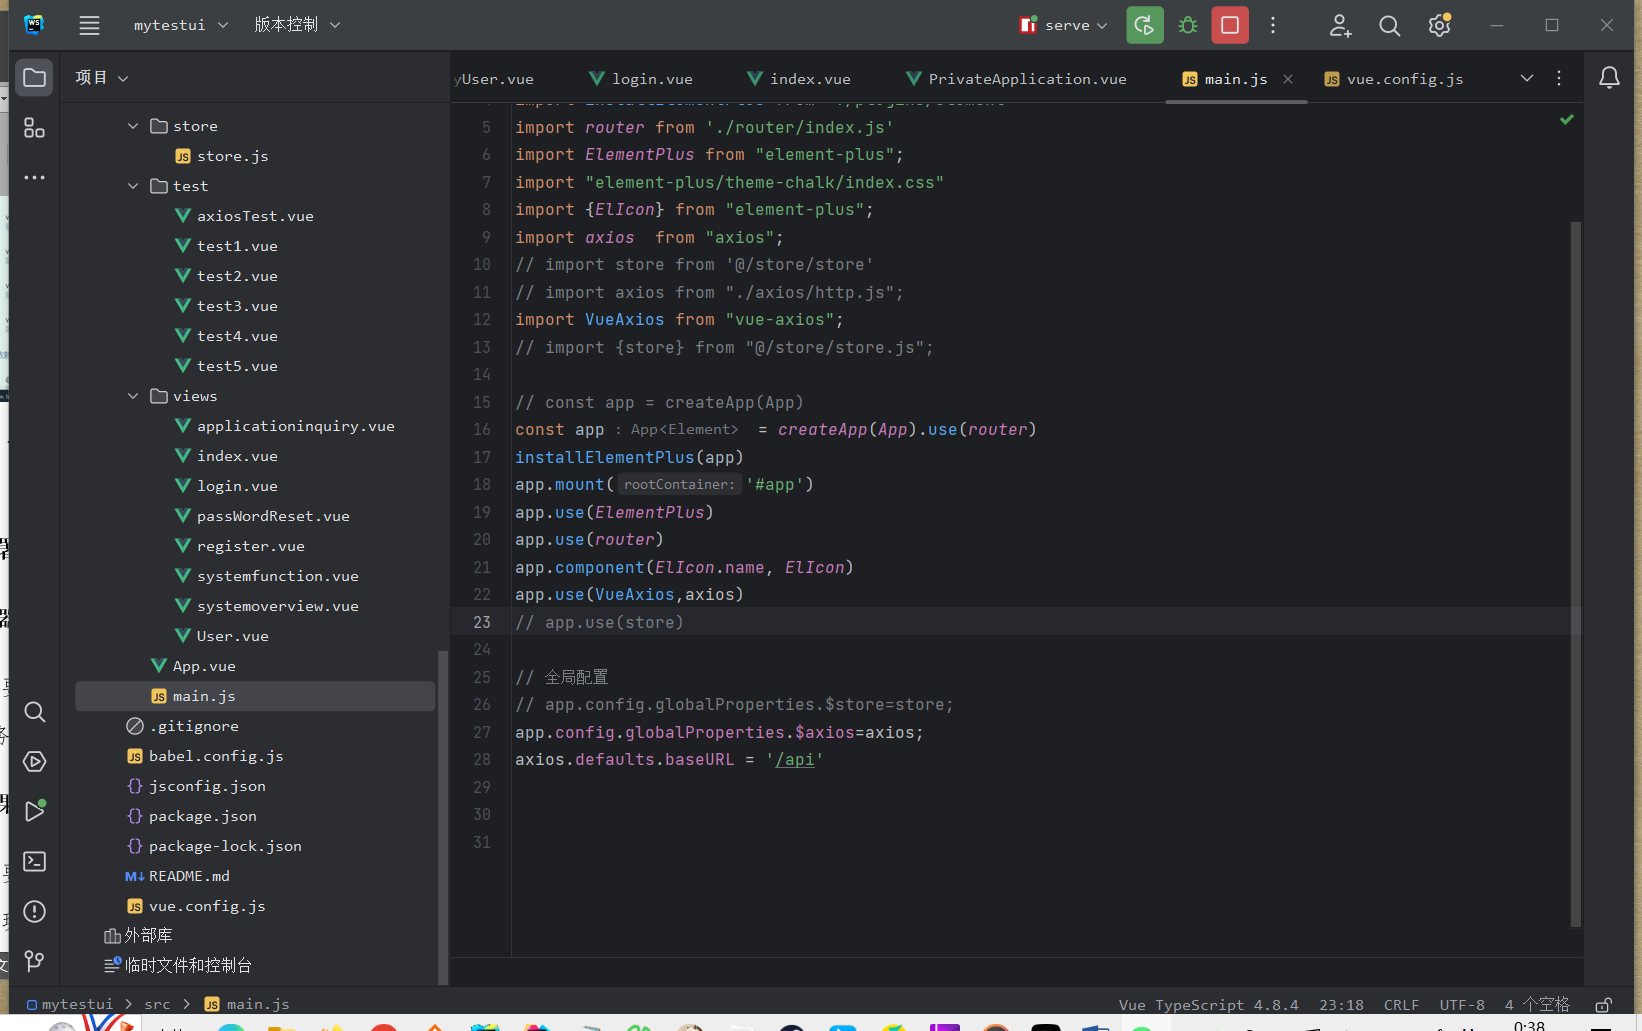 mytestui
版本控制
serve
项目
yUser.vue
login.vue
index.vue
PrivateApplication.vue
main.js
vue.config.js
store
store.js
test
axiosTest.vue
test1.vue
test2.vue
test3.vue
test4.vue
test5.vue
views
applicationinquiry.vue
index.vue
login.vue
passWordReset.vue
register.vue
systemfunction.vue
systemoverview.vue
User.vue
App.vue
main.js
.gitignore
babel.config.js
jsconfig.json
package.json
package-lock.json
README.md
vue.config.js
外部库
临时文件和控制台
5 import router from './router/index.js'
6 import ElementPlus from "element-plus";
7 import "element-plus/theme-chalk/index.css"
8 import {ElIcon} from "element-plus";
9 import axios  from "axios";
10 // import store from '@/store/store'
11 // import axios from "./axios/http.js";
12 import VueAxios from "vue-axios";
13 // import {store} from "@/store/store.js";
14
15 // const app = createApp(App)
16 const app : App<Element>  = createApp(App).use(router)
17 installElementPlus(app)
18 app.mount( rootContainer: '#app')
19 app.use(ElementPlus)
20 app.use(router)
21 app.component(ElIcon.name, ElIcon)
22 app.use(VueAxios,axios)
23 // app.use(store)
24
25 // 全局配置
26 // app.config.globalProperties.$store=store;
27 app.config.globalProperties.$axios=axios;
28 axios.defaults.baseURL = '/api'
29
30
31
mytestui > src > main.js
Vue TypeScript 4.8.4 23:18 CRLF UTF-8 4 个空格
0:38